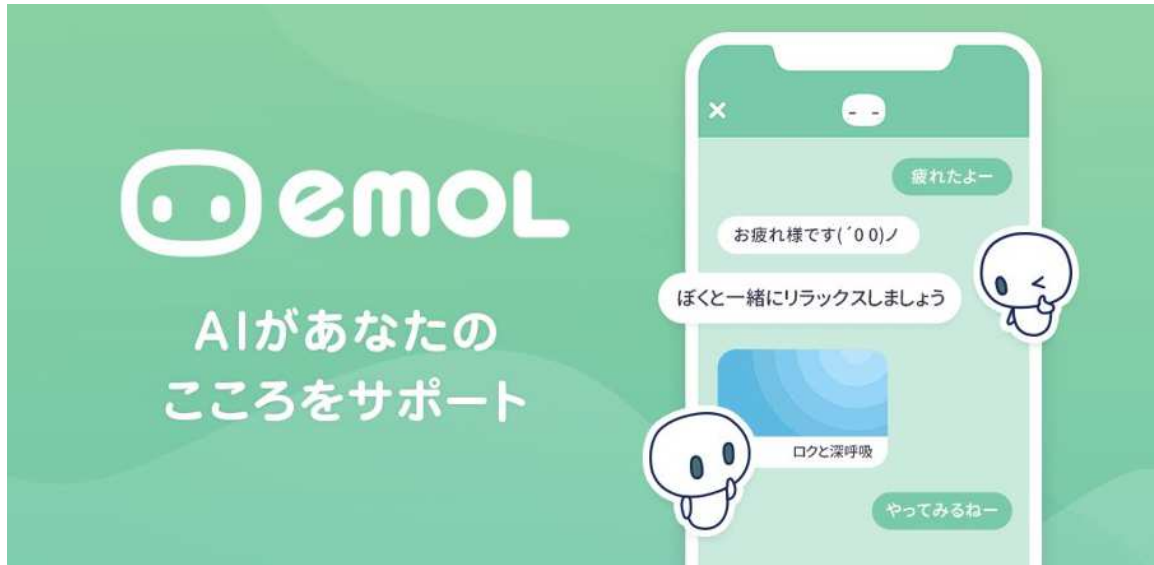 emoL
AIがあなたの
こころをサポート
×
疲れたよー
お疲れ様です(´0 0)ノ
ぼくと一緒にリラックスしましょう
ロクと深呼吸
やってみるねー